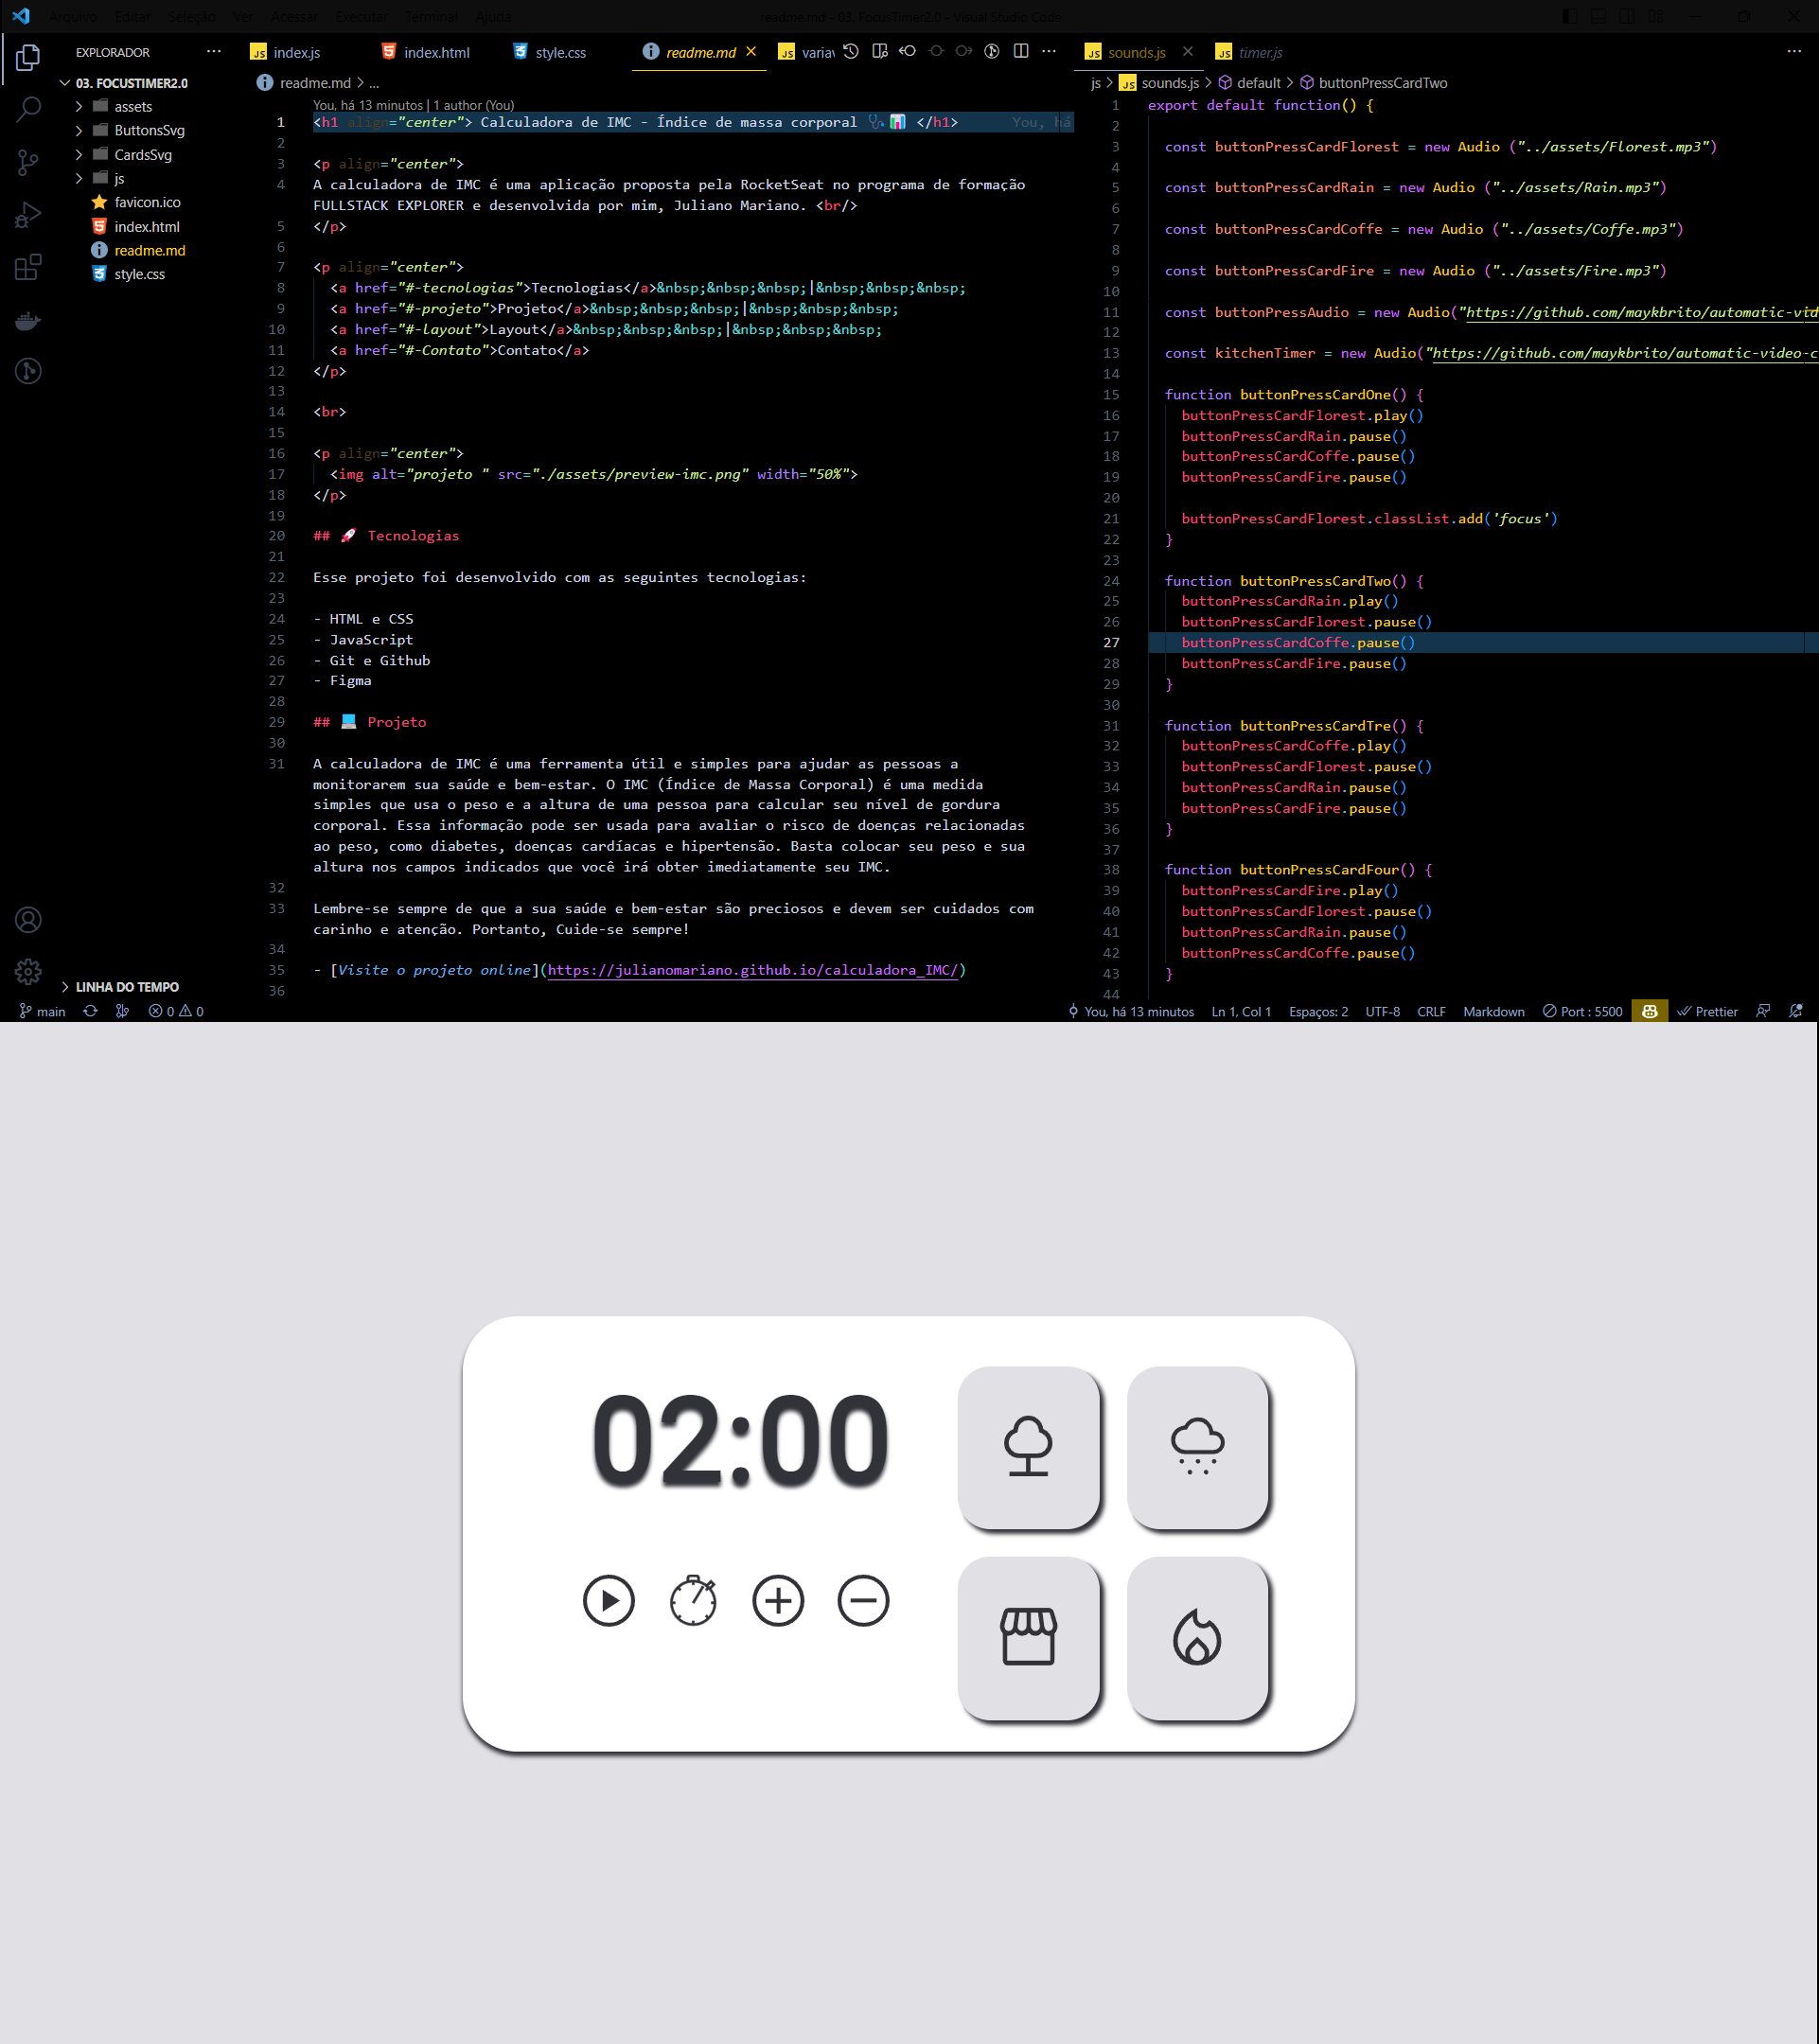 Arquivo Editar Seleção Ver Acessar Executar Terminal Ajuda
readme.md - 03. FocusTimer2.0 - Visual Studio Code
EXPLORADOR
03. FOCUSTIMER2.0
assets
ButtonsSvg
CardsSvg
js
favicon.ico
index.html
readme.md
style.css
LINHA DO TEMPO
index.js
index.html
style.css
readme.md
readme.md > ...
You, há 13 minutos | 1 author (You)
1 <h1 align="center"> Calculadora de IMC - Índice de massa corporal 🩺📊 </h1> You, há
2
3 <p align="center">
4 A calculadora de IMC é uma aplicação proposta pela RocketSeat no programa de formação
FULLSTACK EXPLORER e desenvolvida por mim, Juliano Mariano. <br/>
5 </p>
6
7 <p align="center">
8 <a href="#-tecnologias">Tecnologias</a>&nbsp;&nbsp;&nbsp;|&nbsp;&nbsp;&nbsp;
9 <a href="#-projeto">Projeto</a>&nbsp;&nbsp;&nbsp;|&nbsp;&nbsp;&nbsp;
10 <a href="#-layout">Layout</a>&nbsp;&nbsp;&nbsp;|&nbsp;&nbsp;&nbsp;
11 <a href="#-Contato">Contato</a>
12 </p>
13
14 <br>
15
16 <p align="center">
17 <img alt="projeto " src="./assets/preview-imc.png" width="50%">
18 </p>
19
20 ## 🚀 Tecnologias
21
22 Esse projeto foi desenvolvido com as seguintes tecnologias:
23
24 - HTML e CSS
25 - JavaScript
26 - Git e Github
27 - Figma
28
29 ## 💻 Projeto
30
31 A calculadora de IMC é uma ferramenta útil e simples para ajudar as pessoas a
monitorarem sua saúde e bem-estar. O IMC (Índice de Massa Corporal) é uma medida
simples que usa o peso e a altura de uma pessoa para calcular seu nível de gordura
corporal. Essa informação pode ser usada para avaliar o risco de doenças relacionadas
ao peso, como diabetes, doenças cardíacas e hipertensão. Basta colocar seu peso e sua
altura nos campos indicados que você irá obter imediatamente seu IMC.
32
33 Lembre-se sempre de que a sua saúde e bem-estar são preciosos e devem ser cuidados com
carinho e atenção. Portanto, Cuide-se sempre!
34
35 - [Visite o projeto online](https://julianomariano.github.io/calculadora_IMC/)
36
sounds.js
timer.js
js > sounds.js > default > buttonPressCardTwo
1 export default function() {
2
3 const buttonPressCardFlorest = new Audio ("../assets/Florest.mp3")
4
5 const buttonPressCardRain = new Audio ("../assets/Rain.mp3")
6
7 const buttonPressCardCoffe = new Audio ("../assets/Coffe.mp3")
8
9 const buttonPressCardFire = new Audio ("../assets/Fire.mp3")
10
11 const buttonPressAudio = new Audio("https://github.com/maykbrito/automatic-vid
12
13 const kitchenTimer = new Audio("https://github.com/maykbrito/automatic-video-c
14
15 function buttonPressCardOne() {
16 buttonPressCardFlorest.play()
17 buttonPressCardRain.pause()
18 buttonPressCardCoffe.pause()
19 buttonPressCardFire.pause()
20
21 buttonPressCardFlorest.classList.add('focus')
22 }
23
24 function buttonPressCardTwo() {
25 buttonPressCardRain.play()
26 buttonPressCardFlorest.pause()
27 buttonPressCardCoffe.pause()
28 buttonPressCardFire.pause()
29 }
30
31 function buttonPressCardTre() {
32 buttonPressCardCoffe.play()
33 buttonPressCardFlorest.pause()
34 buttonPressCardRain.pause()
35 buttonPressCardFire.pause()
36 }
37
38 function buttonPressCardFour() {
39 buttonPressCardFire.play()
40 buttonPressCardFlorest.pause()
41 buttonPressCardRain.pause()
42 buttonPressCardCoffe.pause()
43 }
44
main 0 0 You, há 13 minutos Ln 1, Col 1 Espaços: 2 UTF-8 CRLF Markdown Port : 5500 Prettier
02:00